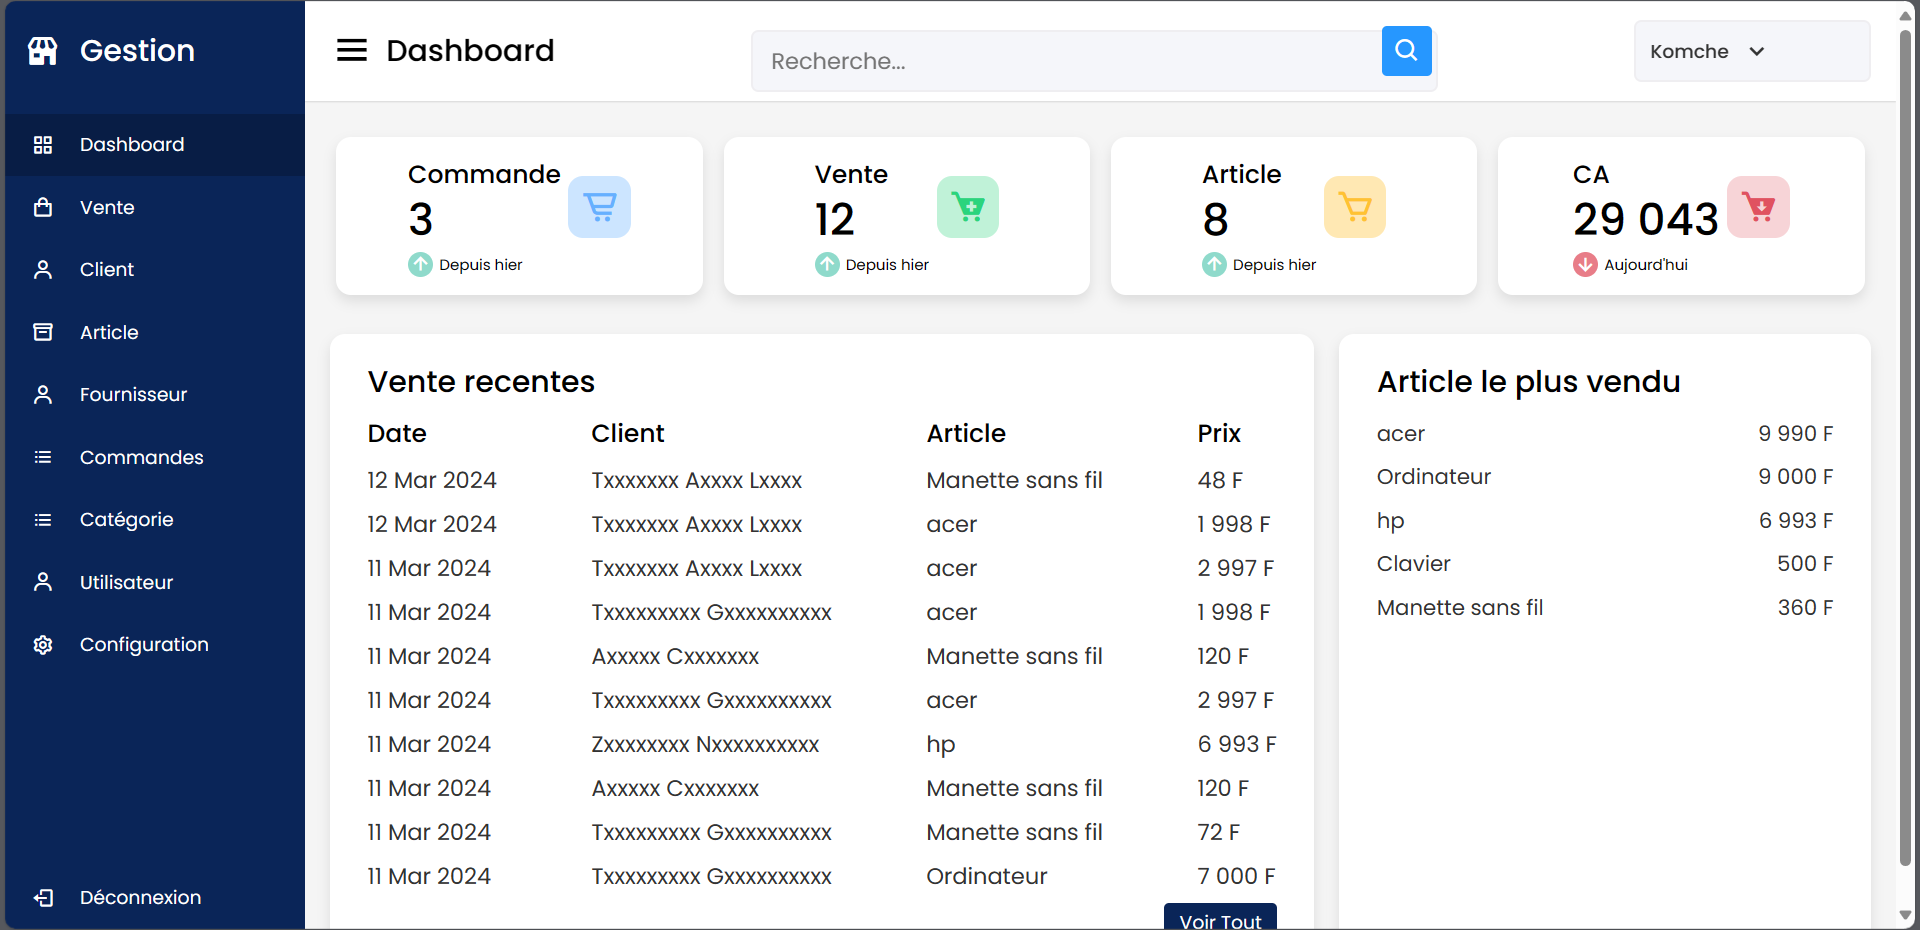 Gestion
Dashboard
Vente
Client
Article
Fournisseur
Commandes
Catégorie
Utilisateur
Configuration
Déconnexion
Dashboard
Recherche...
Komche
Commande
3
Depuis hier
Vente
12
Depuis hier
Article
8
Depuis hier
CA
29 043
Aujourd'hui
Vente recentes
Date Client Article Prix
12 Mar 2024 Txxxxxxx Axxxx Lxxxx Manette sans fil 48 F
12 Mar 2024 Txxxxxxx Axxxx Lxxxx acer 1 998 F
11 Mar 2024 Txxxxxxx Axxxx Lxxxx acer 2 997 F
11 Mar 2024 Txxxxxxxxx Gxxxxxxxxxx acer 1 998 F
11 Mar 2024 Axxxxx Cxxxxxxx Manette sans fil 120 F
11 Mar 2024 Txxxxxxxxx Gxxxxxxxxxx acer 2 997 F
11 Mar 2024 Zxxxxxxxx Nxxxxxxxxxx hp 6 993 F
11 Mar 2024 Axxxxx Cxxxxxxx Manette sans fil 120 F
11 Mar 2024 Txxxxxxxxx Gxxxxxxxxxx Manette sans fil 72 F
11 Mar 2024 Txxxxxxxxx Gxxxxxxxxxx Ordinateur 7 000 F
Voir Tout
Article le plus vendu
acer 9 990 F
Ordinateur 9 000 F
hp 6 993 F
Clavier 500 F
Manette sans fil 360 F